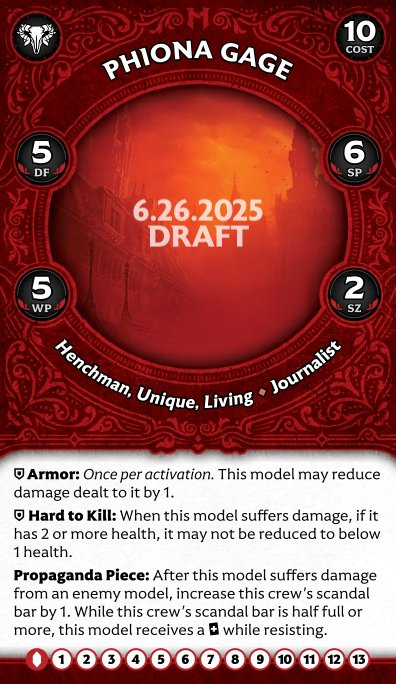 PHIONA GAGE
10
COST
5
DF
6
SP
6.26.2025
DRAFT
5
WP
2
SZ
Henchman, Unique, Living ♦ Journalist
Armor: Once per activation. This model may reduce
damage dealt to it by 1.
Hard to Kill: When this model suffers damage, if it
has 2 or more health, it may not be reduced to below
1 health.
Propaganda Piece: After this model suffers damage
from an enemy model, increase this crew's scandal
bar by 1. While this crew's scandal bar is half full or
more, this model receives a while resisting.
1 2 3 4 5 6 7 8 9 10 11 12 13